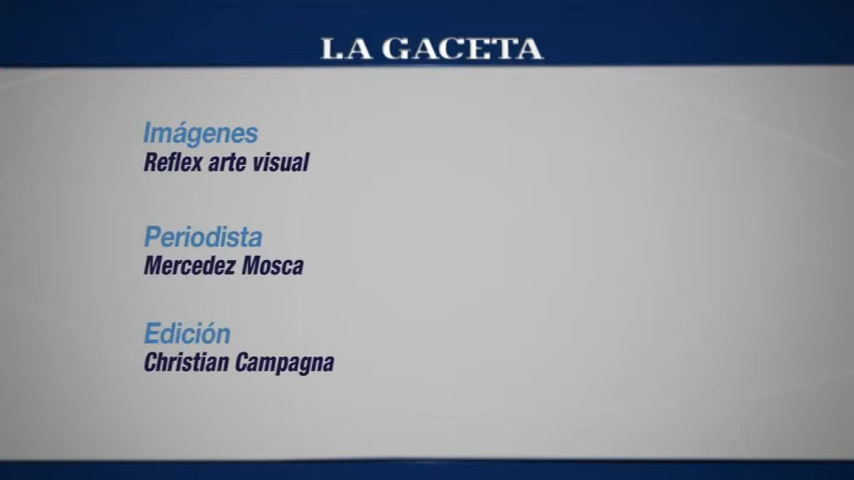 LA GACETA
Imágenes
Reflex arte visual
Periodista
Mercedez Mosca
Edición
Christian Campagna